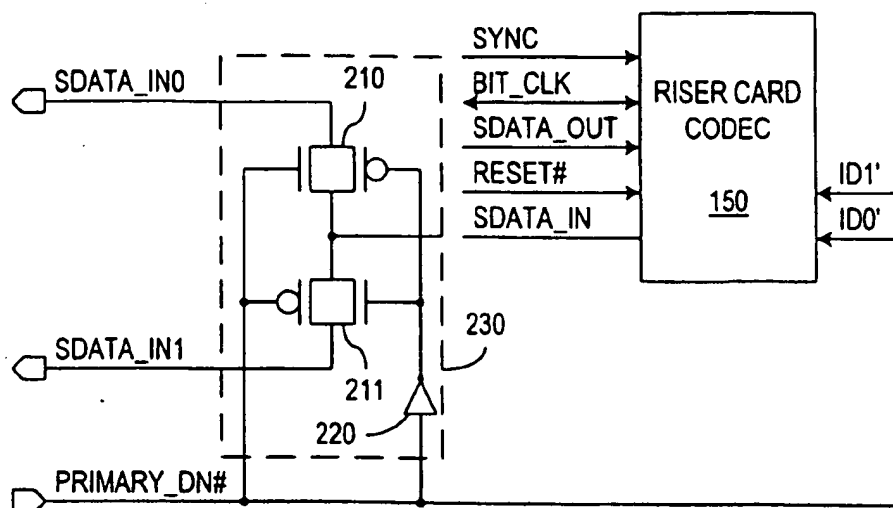 SDATA_IN0
210
SYNC
BIT_CLK
SDATA_OUT
RESET#
SDATA_IN
RISER CARD
CODEC
150
ID1'
ID0'
230
SDATA_IN1
211
220
PRIMARY_DN#